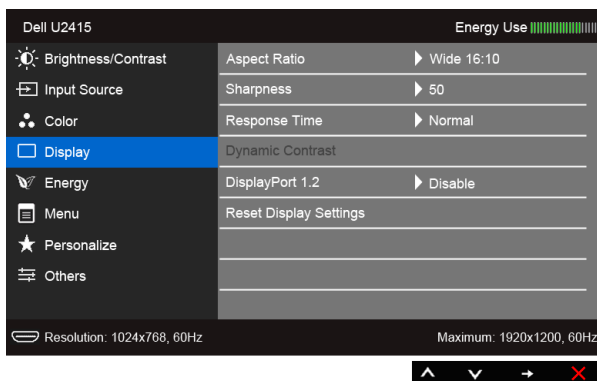 Dell U2415 Energy Use
Brightness/Contrast Aspect Ratio Wide 16:10
Input Source Sharpness 50
Color Response Time Normal
Display Dynamic Contrast
Energy DisplayPort 1.2 Disable
Menu Reset Display Settings
Personalize
Others
Resolution: 1024x768, 60Hz Maximum: 1920x1200, 60Hz